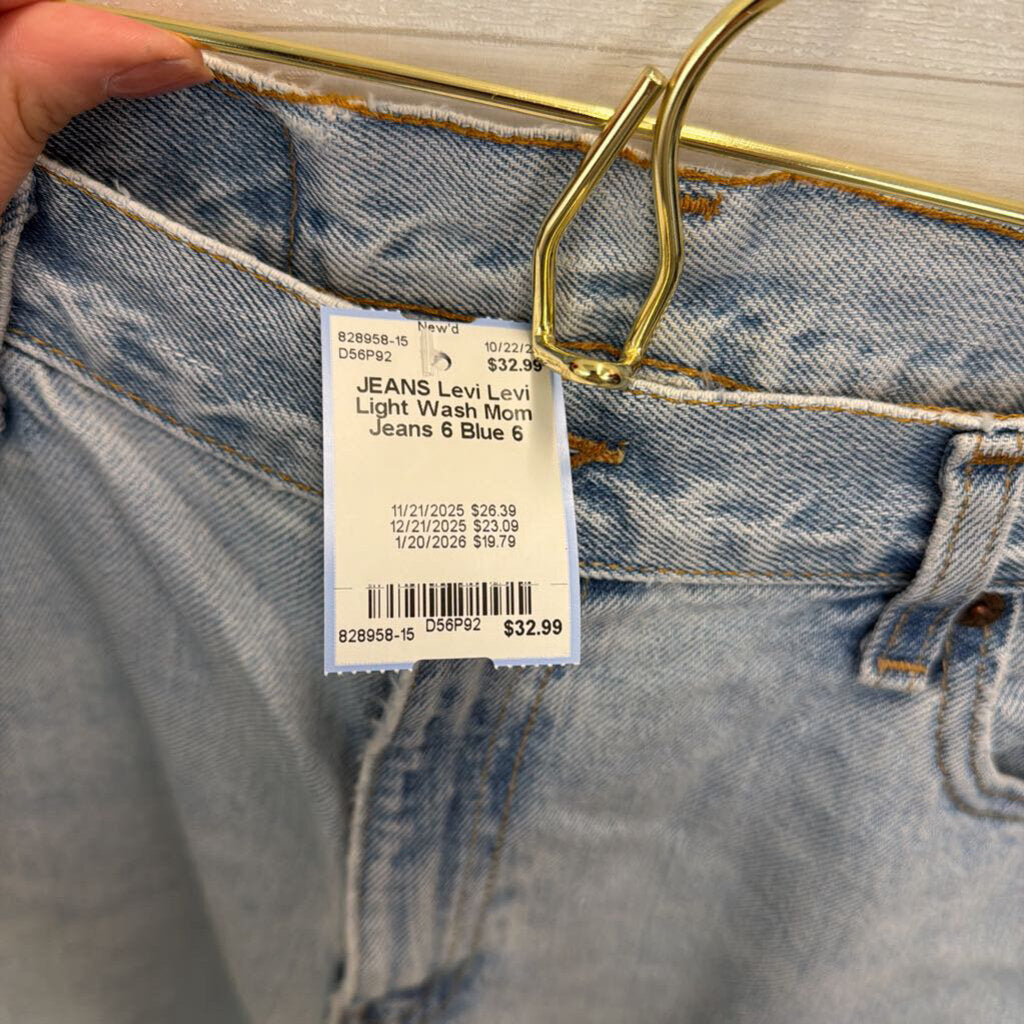 New'd
828958-15
D56P92
10/22/2
$32.99
JEANS Levi Levi
Light Wash Mom
Jeans 6 Blue 6
11/21/2025 $26.39
12/21/2025 $23.09
1/20/2026 $19.79
828958-15 D56P92 $32.99